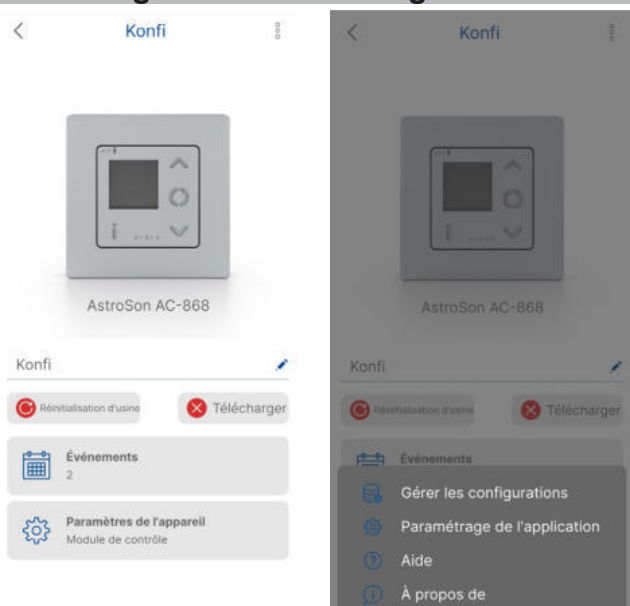 Konfi
AstroSon AC-868
Konfi
Réinitialisation d'usine
Télécharger
Événements
2
Paramètres de l'appareil
Module de contrôle
Konfi
AstroSon AC-868
Konfi
Réinitialisation d'usine
Télécharger
Événements
Gérer les configurations
Paramétrage de l'application
Aide
À propos de